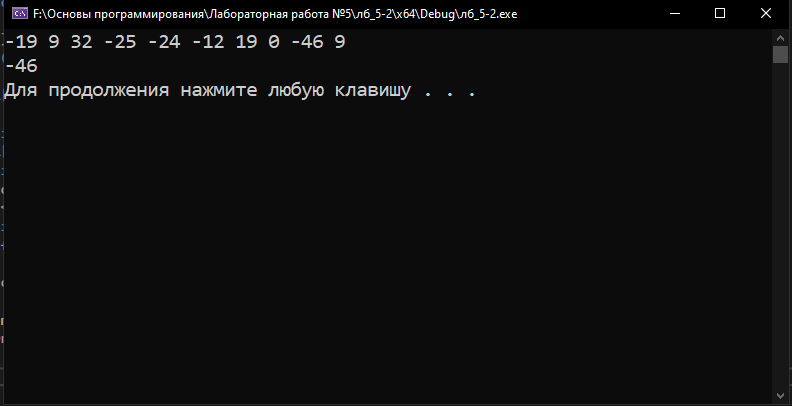 F:\Основы программирования\Лабораторная работа №5\лб_5-2\x64\Debug\лб_5-2.exe
-19 9 32 -25 -24 -12 19 0 -46 9
-46
Для продолжения нажмите любую клавишу . . .